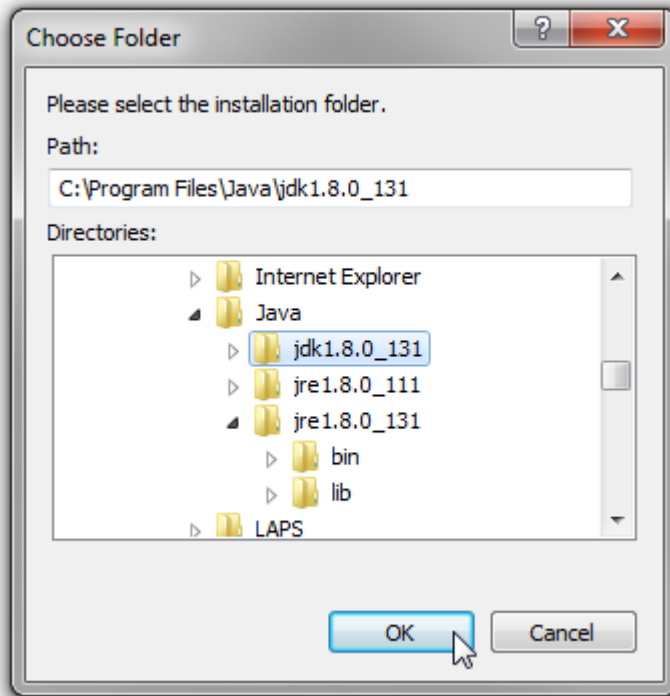 Choose Folder
Please select the installation folder.
Path:
C:\Program Files\Java\jdk1.8.0_131
Directories:
Internet Explorer
Java
jdk1.8.0_131
jre1.8.0_111
jre1.8.0_131
bin
lib
LAPS
OK Cancel